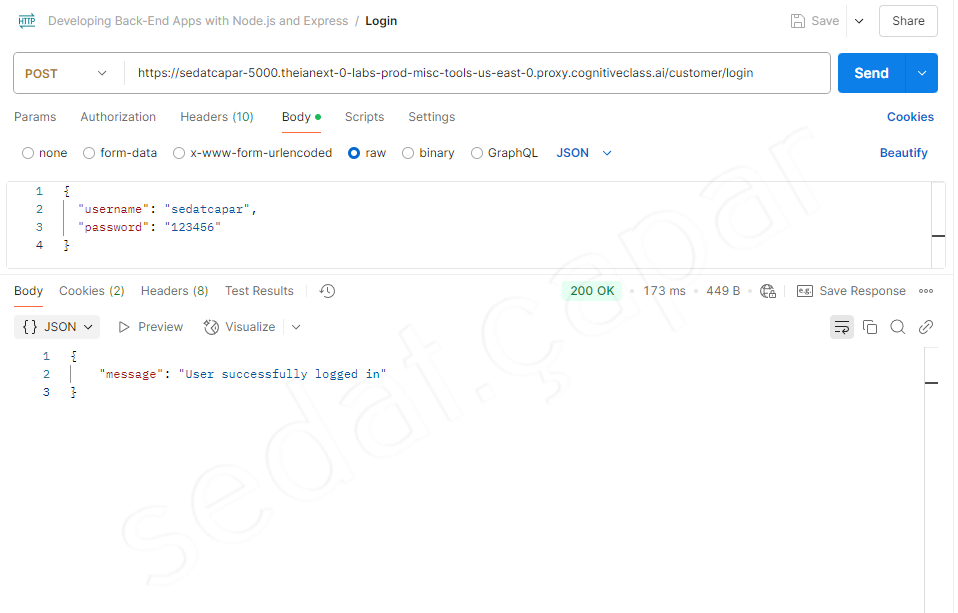 HTTP Developing Back-End Apps with Node.js and Express / Login Save Share
POST https://sedatcapar-5000.theianext-0-labs-prod-misc-tools-us-east-0.proxy.cognitiveclass.ai/customer/login Send
Params Authorization Headers (10) Body Scripts Settings Cookies
none form-data x-www-form-urlencoded raw binary GraphQL JSON Beautify
1 {
2 "username": "sedatcapar",
3 "password": "123456"
4 }
Body Cookies (2) Headers (8) Test Results 200 OK • 173 ms • 449 B • e.g. Save Response
{} JSON Preview Visualize
1 {
2 "message": "User successfully logged in"
3 }
sedat.çapar